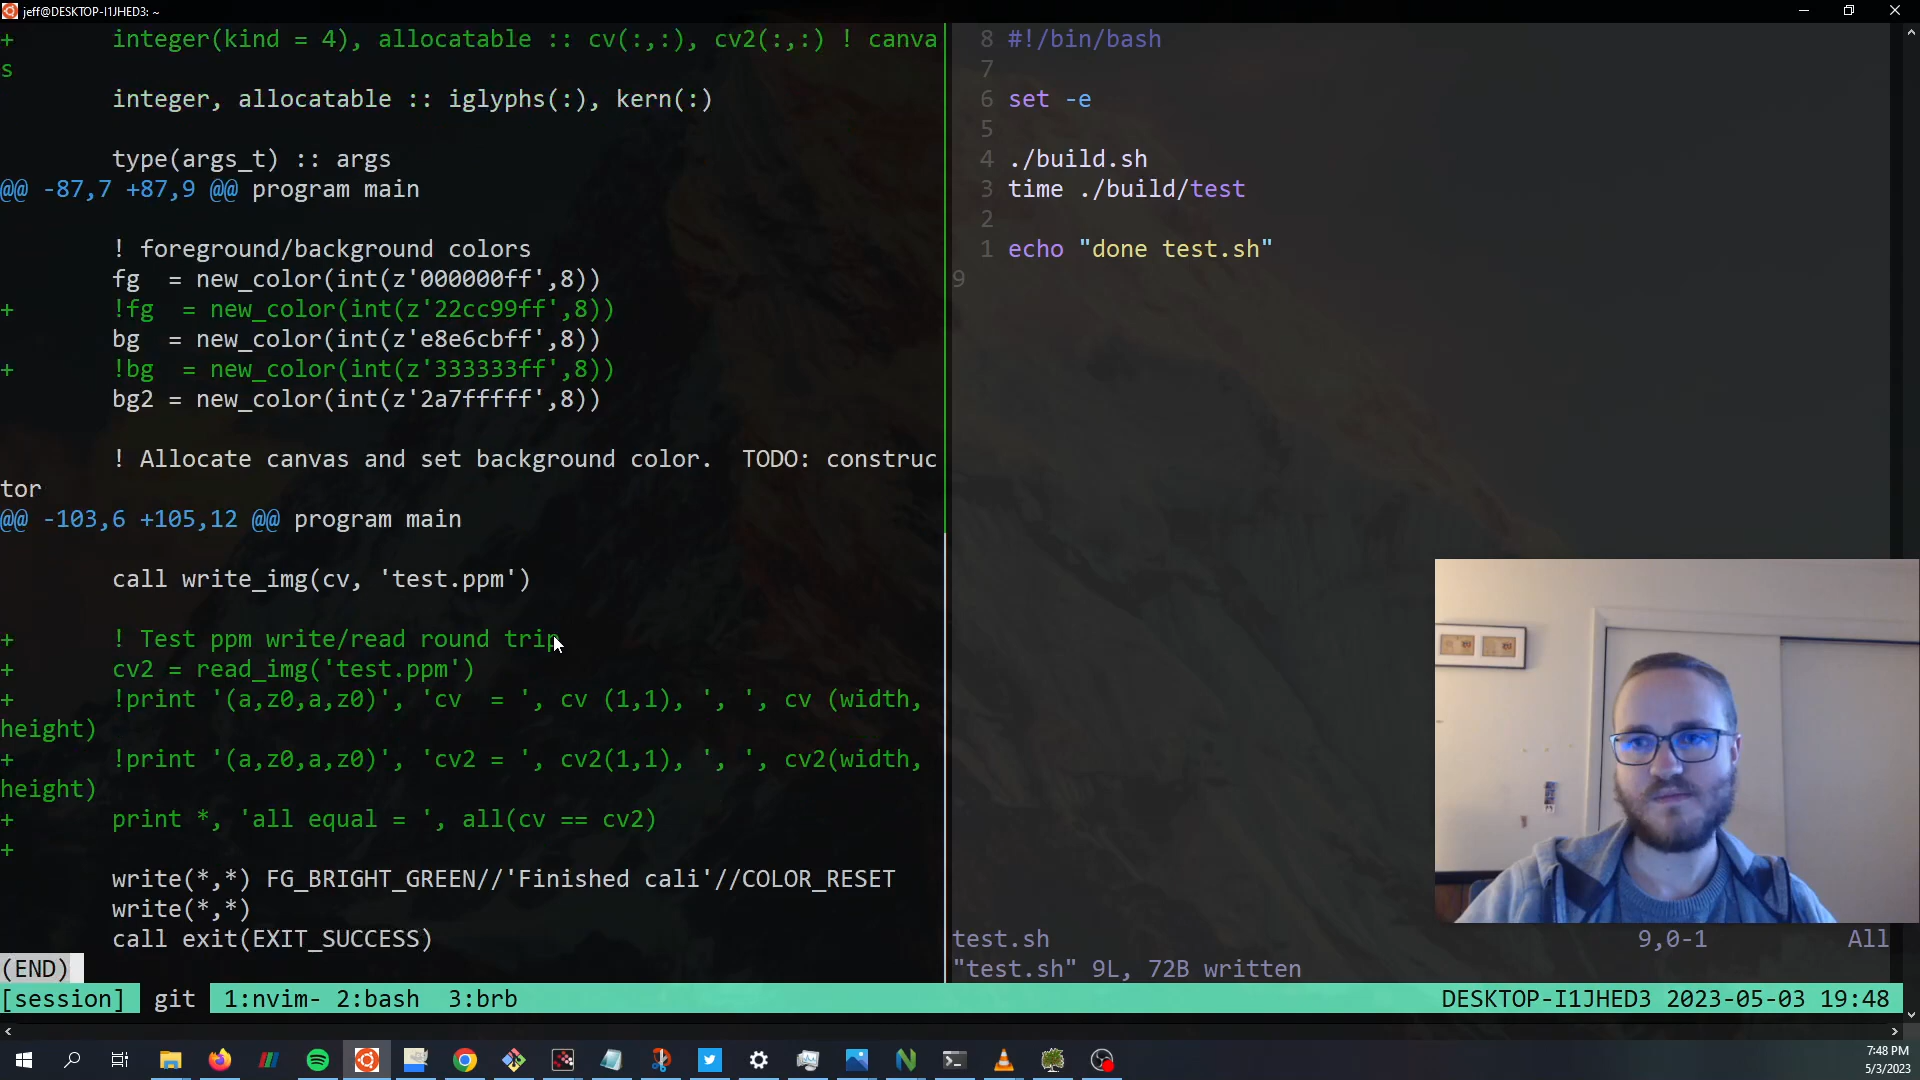 jeff@DESKTOP-I1JHED3: ~
+ integer(kind = 4), allocatable :: cv(:,:), cv2(:,:) ! canva
s
integer, allocatable :: iglyphs(:), kern(:)
type(args_t) :: args
@@ -87,7 +87,9 @@ program main
! foreground/background colors
fg  = new_color(int(z'000000ff',8))
+ !fg  = new_color(int(z'22cc99ff',8))
bg  = new_color(int(z'e8e6cbff',8))
+ !bg  = new_color(int(z'333333ff',8))
bg2 = new_color(int(z'2a7fffff',8))
! Allocate canvas and set background color.  TODO: construc
tor
@@ -103,6 +105,12 @@ program main
call write_img(cv, 'test.ppm')
+ ! Test ppm write/read round trip
+ cv2 = read_img('test.ppm')
+ !print '(a,z0,a,z0)', 'cv  = ', cv (1,1), ', ', cv (width,
height)
+ !print '(a,z0,a,z0)', 'cv2 = ', cv2(1,1), ', ', cv2(width,
height)
+ print *, 'all equal = ', all(cv == cv2)
+
write(*,*) FG_BRIGHT_GREEN//'Finished cali'//COLOR_RESET
write(*,*)
call exit(EXIT_SUCCESS)
(END)
8 #!/bin/bash
7
6 set -e
5
4 ./build.sh
3 time ./build/test
2
1 echo "done test.sh"
9
test.sh 9,0-1 All
"test.sh" 9L, 72B written
[session] git 1:nvim- 2:bash  3:brb DESKTOP-I1JHED3 2023-05-03 19:48
7:48 PM
5/3/2023